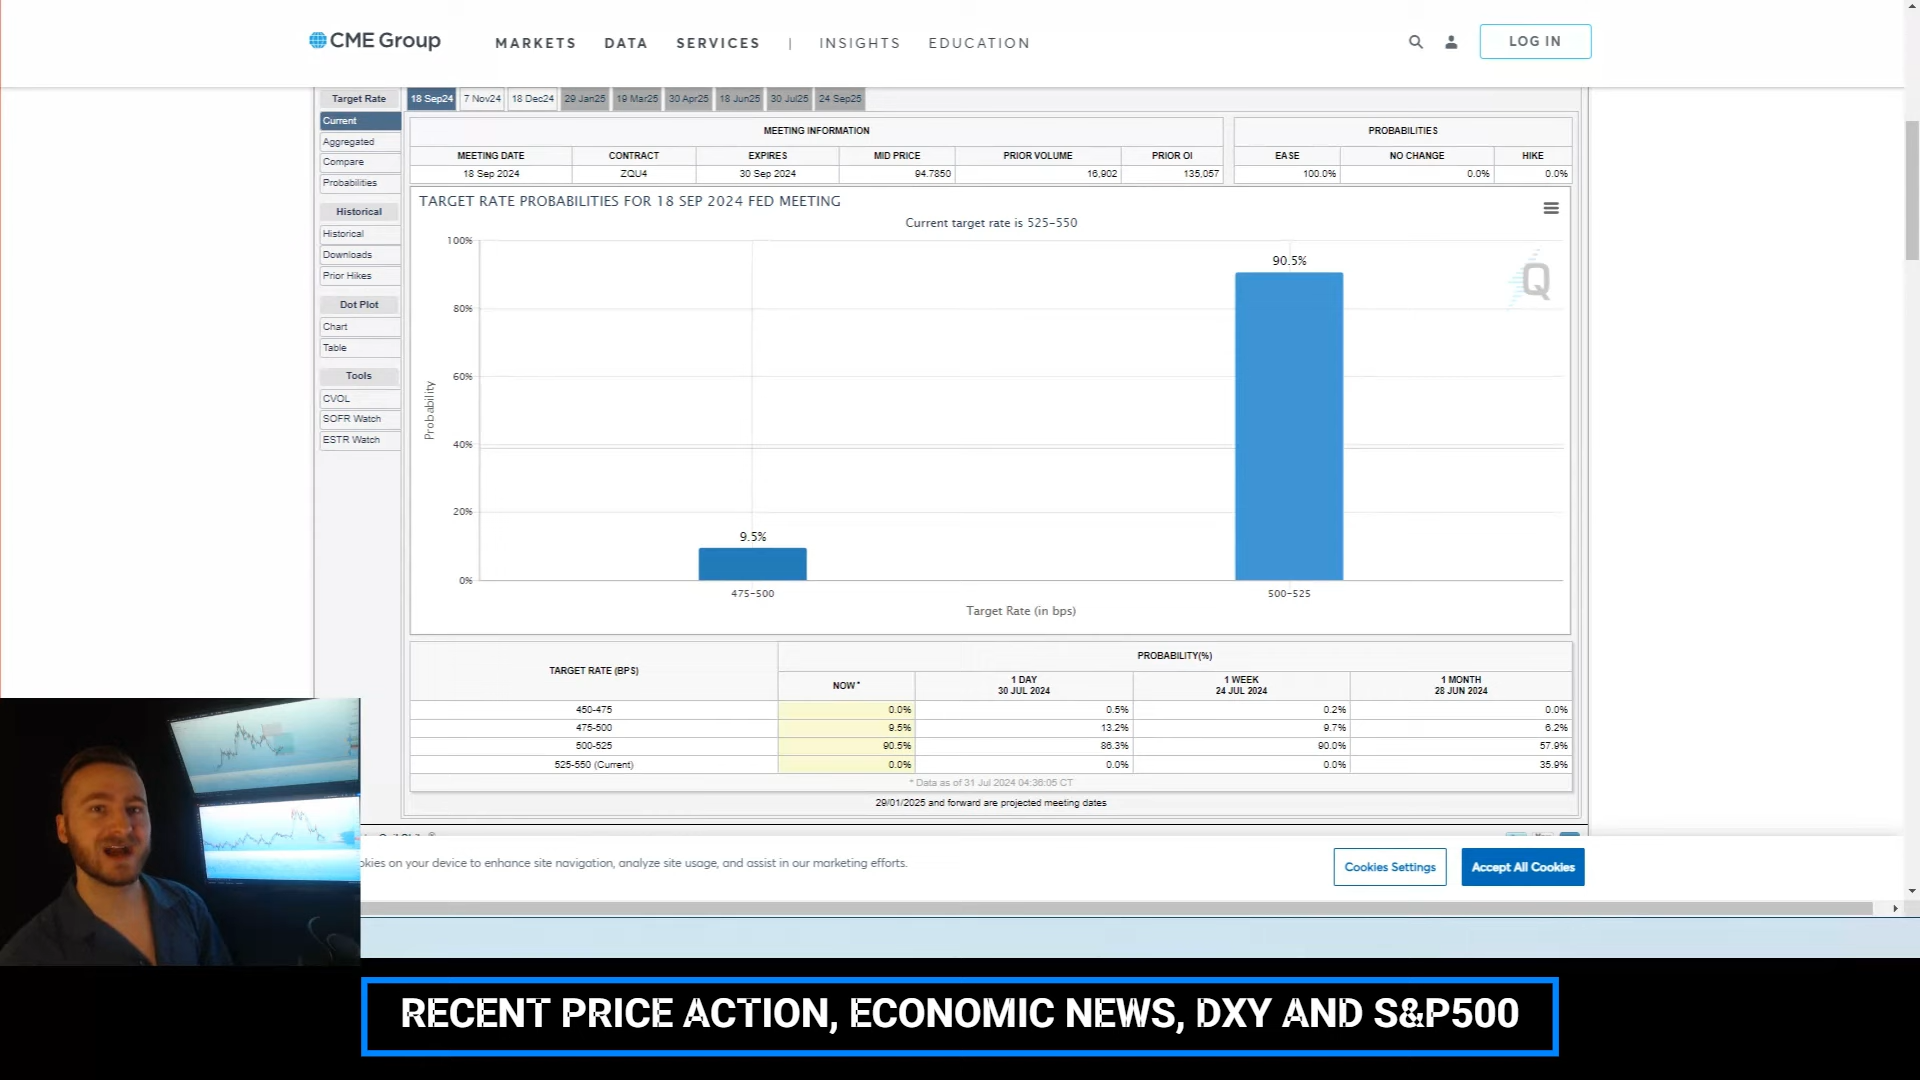 CME Group
MARKETS DATA SERVICES | INSIGHTS EDUCATION
LOG IN
Target Rate
Current
Aggregated
Compare
Probabilities
Historical
Historical
Downloads
Prior Hikes
Dot Plot
Chart
Table
Tools
CVOL
SOFR Watch
ESTR Watch
18 Sep24 7 Nov24 18 Dec24 29 Jan25 19 Mar25 30 Apr25 18 Jun25 30 Jul25 24 Sep25
MEETING INFORMATION
MEETING DATE CONTRACT EXPIRES MID PRICE PRIOR VOLUME PRIOR OI
18 Sep 2024 ZQU4 30 Sep 2024 94.7850 16,902 135,057
PROBABILITIES
EASE NO CHANGE HIKE
100.0% 0.0% 0.0%
TARGET RATE PROBABILITIES FOR 18 SEP 2024 FED MEETING
Current target rate is 525-550
Q
100%
80%
60%
40%
20%
0%
Probability
9.5%
90.5%
475-500 500-525
Target Rate (in bps)
TARGET RATE (BPS) PROBABILITY(%)
NOW* 1 DAY 1 WEEK 1 MONTH
30 JUL 2024 24 JUL 2024 28 JUN 2024
450-475 0.0% 0.5% 0.2% 0.0%
475-500 9.5% 13.2% 9.7% 6.2%
500-525 90.5% 86.3% 90.0% 57.9%
525-550 (Current) 0.0% 0.0% 0.0% 35.9%
* Data as of 31 Jul 2024 04:36:05 CT
29/01/2025 and forward are projected meeting dates
okies on your device to enhance site navigation, analyze site usage, and assist in our marketing efforts.
Cookies Settings
Accept All Cookies
RECENT PRICE ACTION, ECONOMIC NEWS, DXY AND S&P500